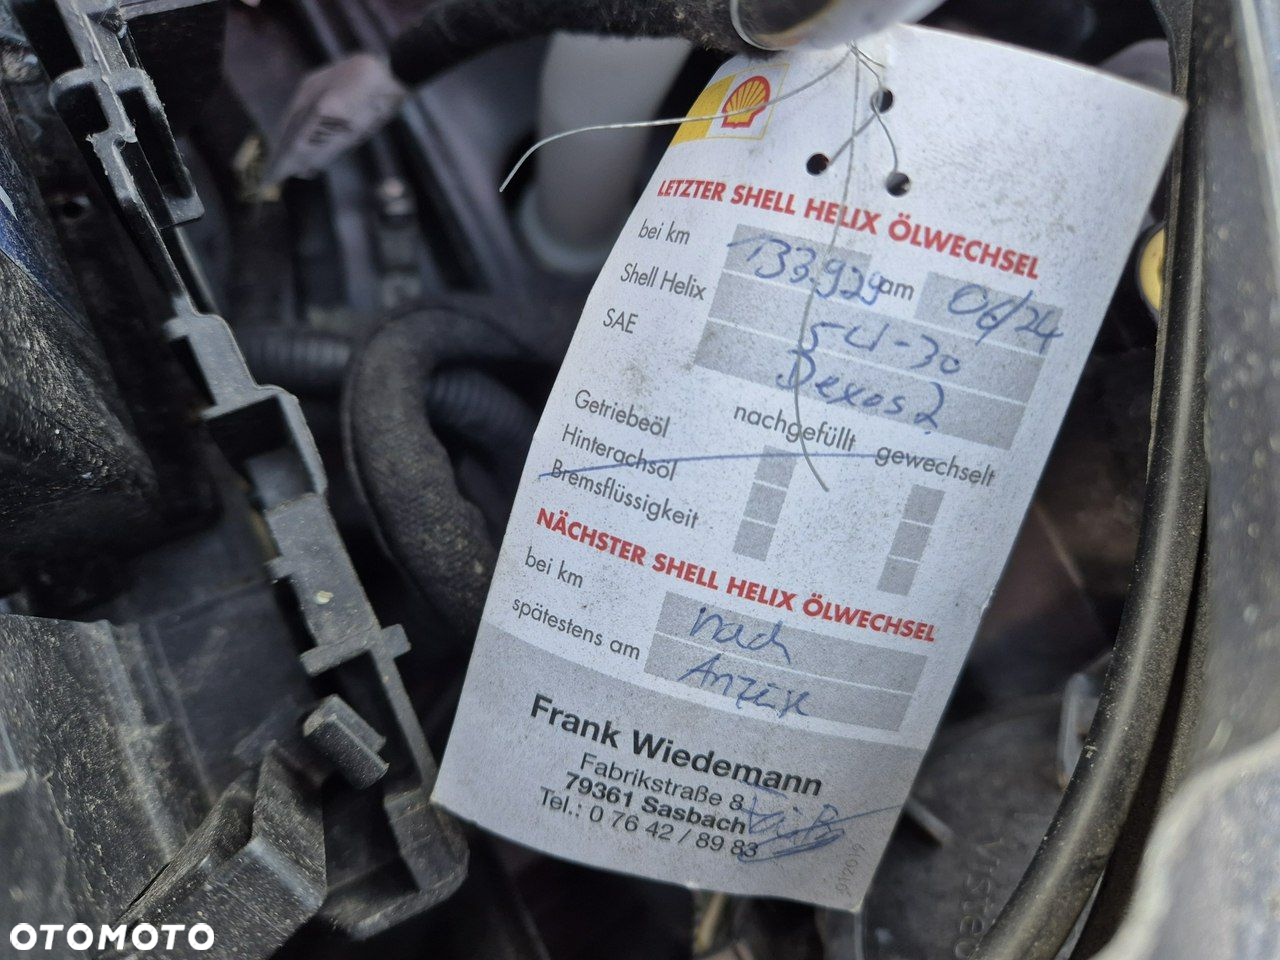 LETZTER SHELL HELIX ÖLWECHSEL
bei km 133.929 am 06/24
Shell Helix 5W-30
SAE Dexos2
nachgefüllt gewechselt
Getriebeöl
Hinterachsöl
Bremsflüssigkeit
NÄCHSTER SHELL HELIX ÖLWECHSEL
bei km nach
spätestens am Anzeige
Frank Wiedemann
Fabrikstraße 8
79361 Sasbach
Tel.: 0 76 42 / 89 83
OTOMOTO